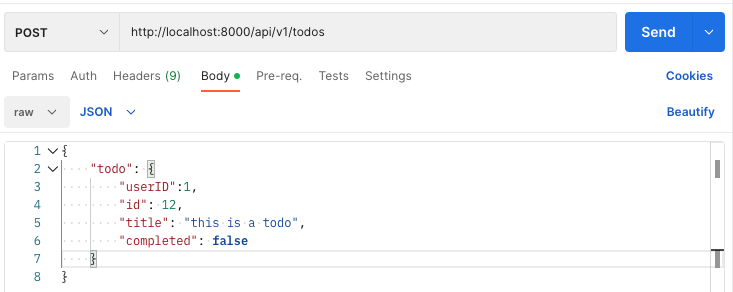 POST http://localhost:8000/api/v1/todos Send
Params Auth Headers (9) Body Pre-req. Tests Settings Cookies
raw JSON Beautify
1 {
2 "todo": {
3 "userID":1,
4 "id": 12,
5 "title": "this is a todo",
6 "completed": false
7 }
8 }